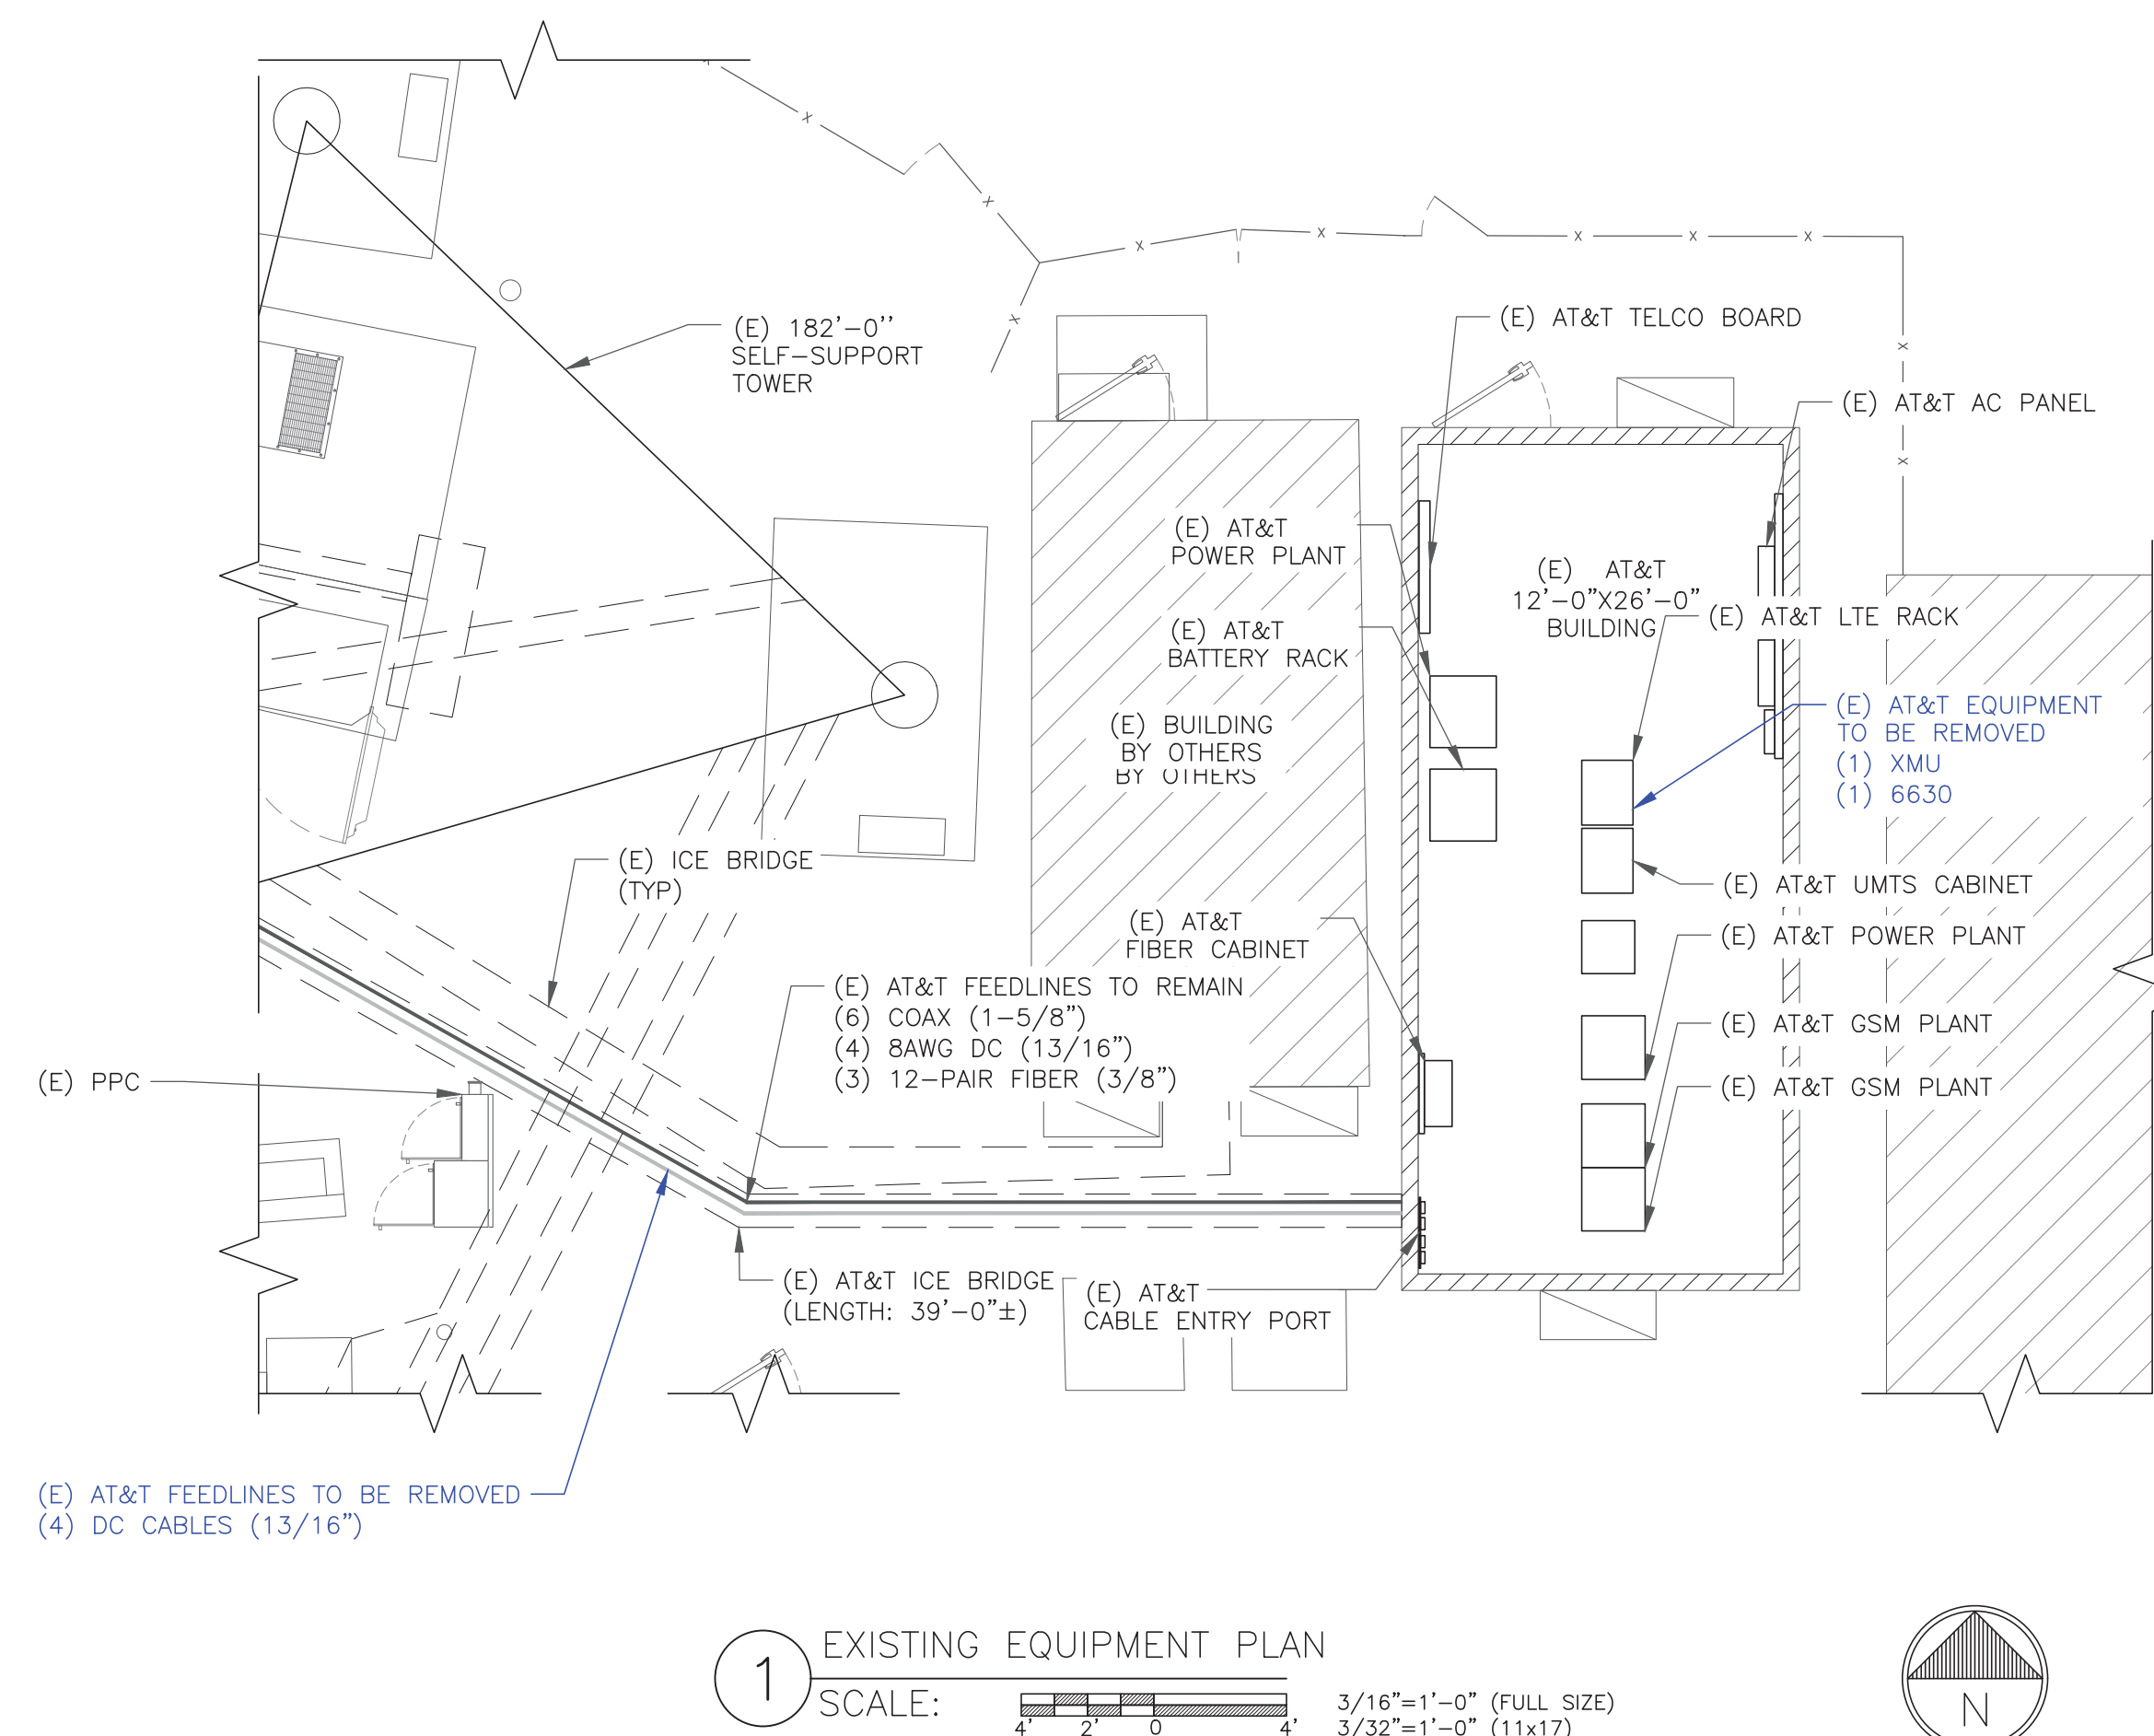 (E) 182'-0''
SELF-SUPPORT
TOWER
(E) AT&T TELCO BOARD
(E) AT&T AC PANEL
(E) AT&T
POWER PLANT
(E) AT&T
12'-0"X26'-0"
BUILDING
(E) AT&T LTE RACK
(E) AT&T
BATTERY RACK
(E) AT&T EQUIPMENT
TO BE REMOVED
(1) XMU
(1) 6630
(E) BUILDING
BY OTHERS
BY OTHERS
(E) ICE BRIDGE
(TYP)
(E) AT&T UMTS CABINET
(E) AT&T
FIBER CABINET
(E) AT&T POWER PLANT
(E) AT&T FEEDLINES TO REMAIN
(6) COAX (1-5/8")
(4) 8AWG DC (13/16")
(3) 12-PAIR FIBER (3/8")
(E) AT&T GSM PLANT
(E) AT&T GSM PLANT
(E) PPC
(E) AT&T ICE BRIDGE
(LENGTH: 39'-0"±)
(E) AT&T
CABLE ENTRY PORT
(E) AT&T FEEDLINES TO BE REMOVED
(4) DC CABLES (13/16")
1
EXISTING EQUIPMENT PLAN
SCALE:
4' 2' 0 4'
3/16"=1'-0" (FULL SIZE)
3/32"=1'-0" (11x17)
N